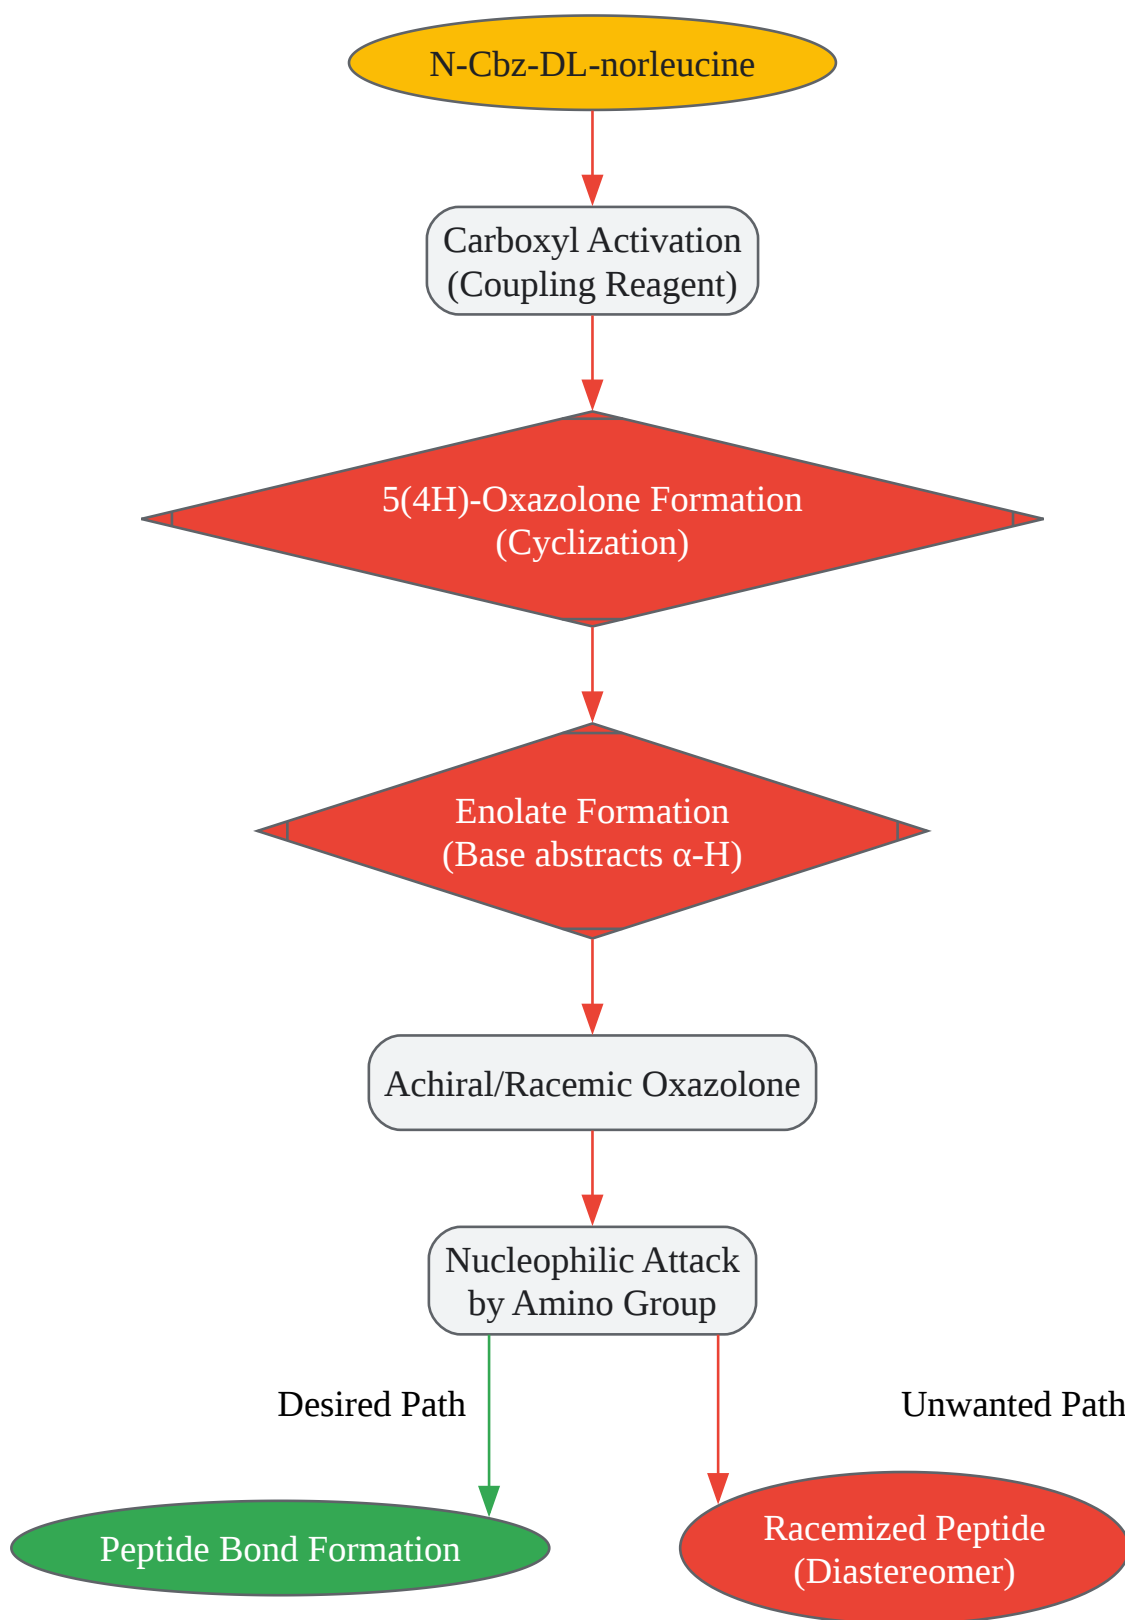 N-Cbz-DL-norleucine
Carboxyl Activation
(Coupling Reagent)
5(4H)-Oxazolone Formation
(Cyclization)
Enolate Formation
(Base abstracts α-H)
Achiral/Racemic Oxazolone
Nucleophilic Attack
by Amino Group
Desired Path
Unwanted Path
Peptide Bond Formation
Racemized Peptide
(Diastereomer)